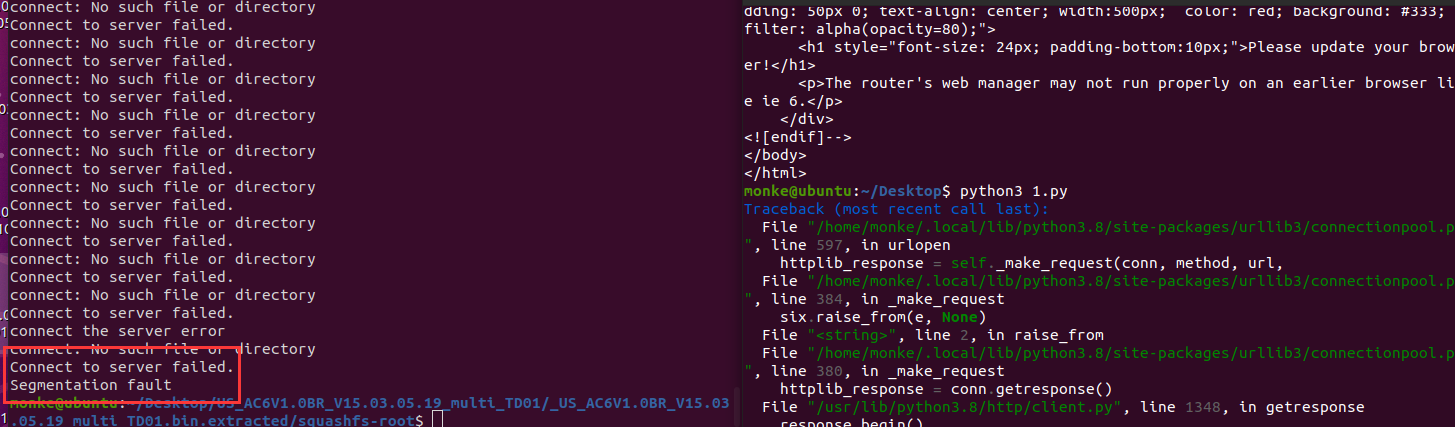 connect: No such file or directory
Connect to server failed.
connect: No such file or directory
Connect to server failed.
connect: No such file or directory
Connect to server failed.
connect: No such file or directory
Connect to server failed.
connect: No such file or directory
Connect to server failed.
connect: No such file or directory
Connect to server failed.
connect: No such file or directory
Connect to server failed.
connect: No such file or directory
Connect to server failed.
connect: No such file or directory
Connect to server failed.
connect the server error
connect: No such file or directory
Connect to server failed.
Segmentation fault
monke@ubuntu:~/Desktop/US_AC6V1.0BR_V15.03.05.19_multi_TD01/_US_AC6V1.0BR_V15.03
.05.19_multi_TD01.bin.extracted/squashfs-root$
dding: 50px 0; text-align: center; width:500px;  color: red; background: #333;
filter: alpha(opacity=80);">
      <h1 style="font-size: 24px; padding-bottom:10px;">Please update your brow
er!</h1>
      <p>The router's web manager may not run properly on an earlier browser li
e ie 6.</p>
    </div>
<![endif]-->
</body>
</html>
monke@ubuntu:~/Desktop$ python3 1.py
Traceback (most recent call last):
  File "/home/monke/.local/lib/python3.8/site-packages/urllib3/connectionpool.p
", line 597, in urlopen
    httplib_response = self._make_request(conn, method, url,
  File "/home/monke/.local/lib/python3.8/site-packages/urllib3/connectionpool.p
", line 384, in _make_request
    six.raise_from(e, None)
  File "<string>", line 2, in raise_from
  File "/home/monke/.local/lib/python3.8/site-packages/urllib3/connectionpool.p
", line 380, in _make_request
    httplib_response = conn.getresponse()
  File "/usr/lib/python3.8/http/client.py", line 1348, in getresponse
    response.begin()